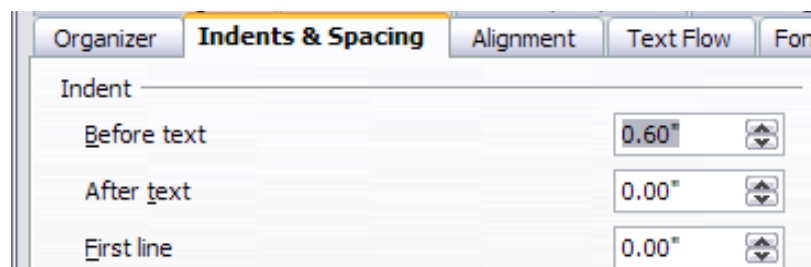 Organizer Indents & Spacing Alignment Text Flow
Indent
Before text 0.60"
After text 0.00"
First line 0.00"